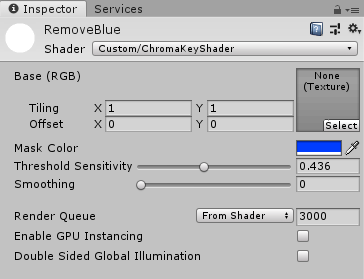 Inspector Services
RemoveBlue
Shader Custom/ChromaKeyShader
Base (RGB)
None
(Texture)
Tiling X 1 Y 1
Offset X 0 Y 0
Select
Mask Color
Threshold Sensitivity 0.436
Smoothing 0
Render Queue From Shader 3000
Enable GPU Instancing
Double Sided Global Illumination